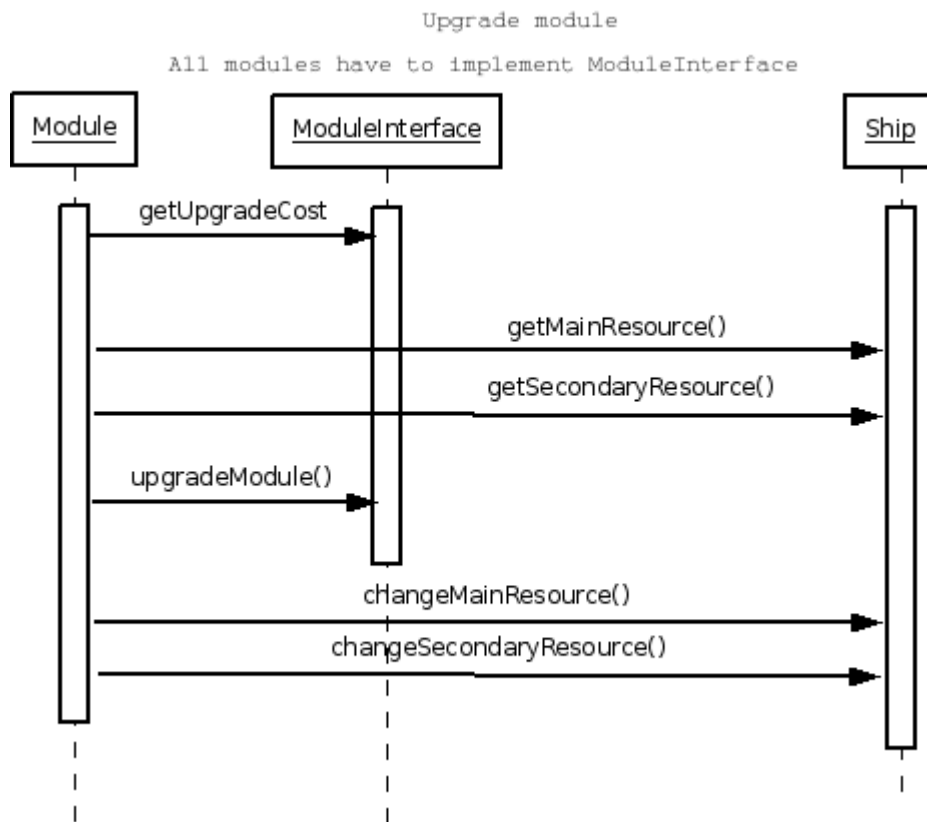 Upgrade module
All modules have to implement ModuleInterface
Module
ModuleInterface
Ship
getUpgradeCost
getMainResource()
getSecondaryResource()
upgradeModule()
changeMainResource()
changeSecondaryResource()